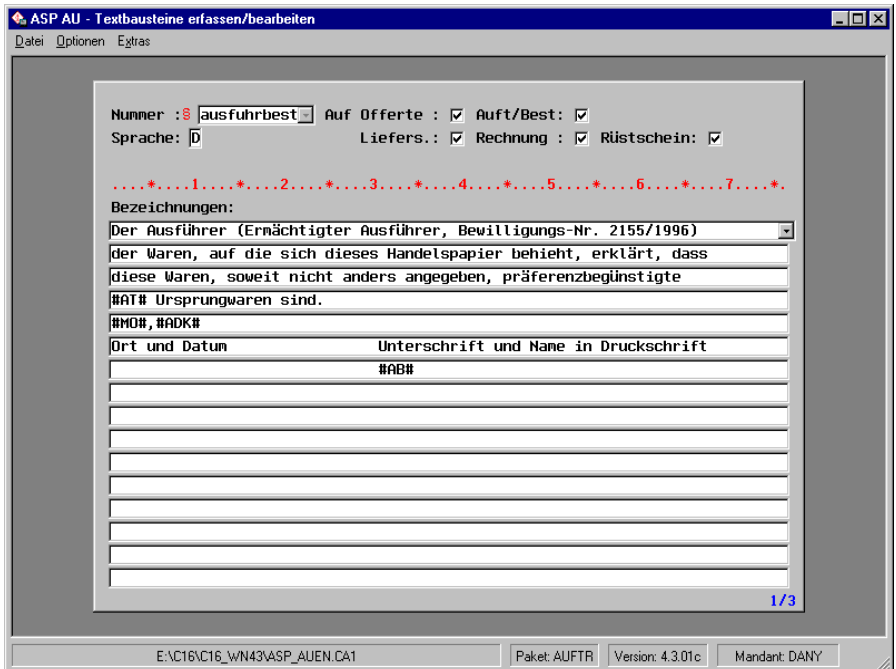 ASP AU - Textbausteine erfassen/bearbeiten
Datei Optionen Extras
Nummer :§ ausfuhrbest Auf Offerte : Auft/Best:
Sprache: D Liefers.: Rechnung : Rüstschein:
....*....1....*....2....*....3....*....4....*....5....*....6....*....7....*.
Bezeichnungen:
Der Ausführer (Ernächtigter Ausführer, Bewilligungs-Nr. 2155/1996)
der Waren, auf die sich dieses Handelspapier behieht, erklärt, dass
diese Waren, soweit nicht anders angegeben, präferenzbegünstigte
#AT# Ursprungwaren sind.
#MO#,#ADK#
Ort und Datum Unterschrift und Name in Druckschrift
#AB#
1/3
E:\C16\C16_WN43\ASP_AUEN.CA1 Paket: AUFTR Version: 4.3.01c Mandant: DANY